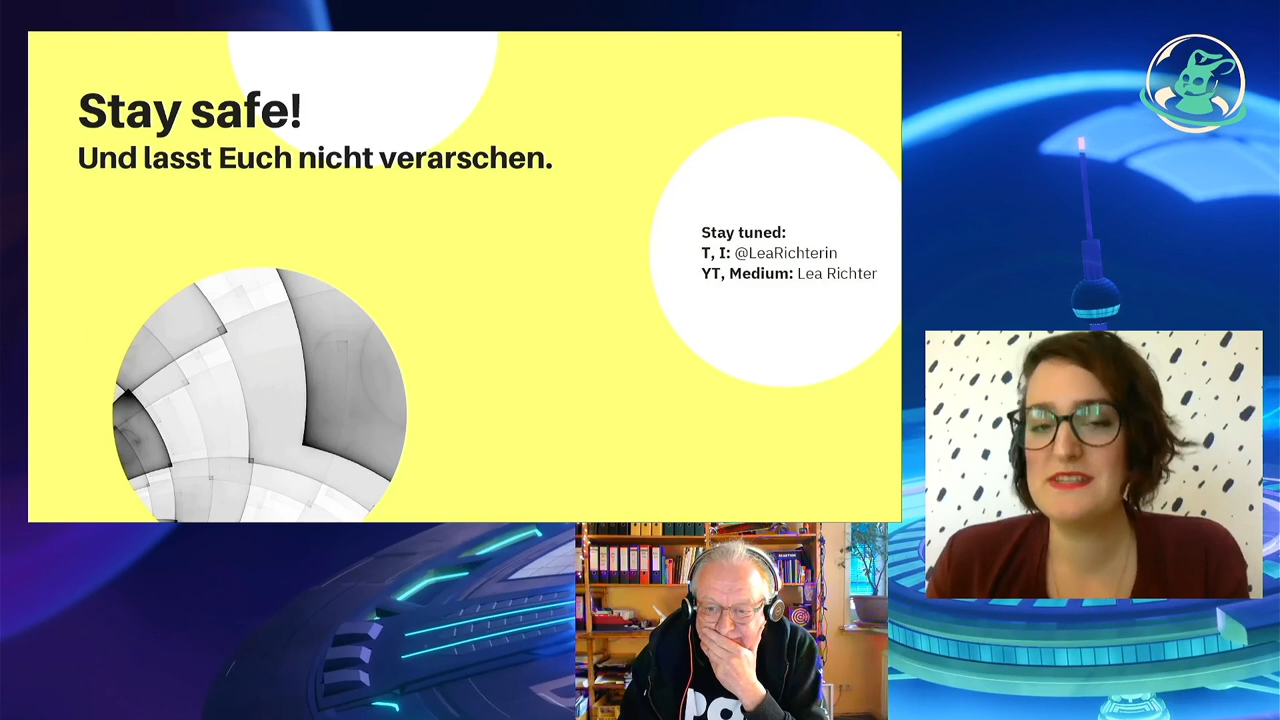 Stay safe!
Und lasst Euch nicht verarschen.
Stay tuned:
T, I: @LeaRichterin
YT, Medium: Lea Richter